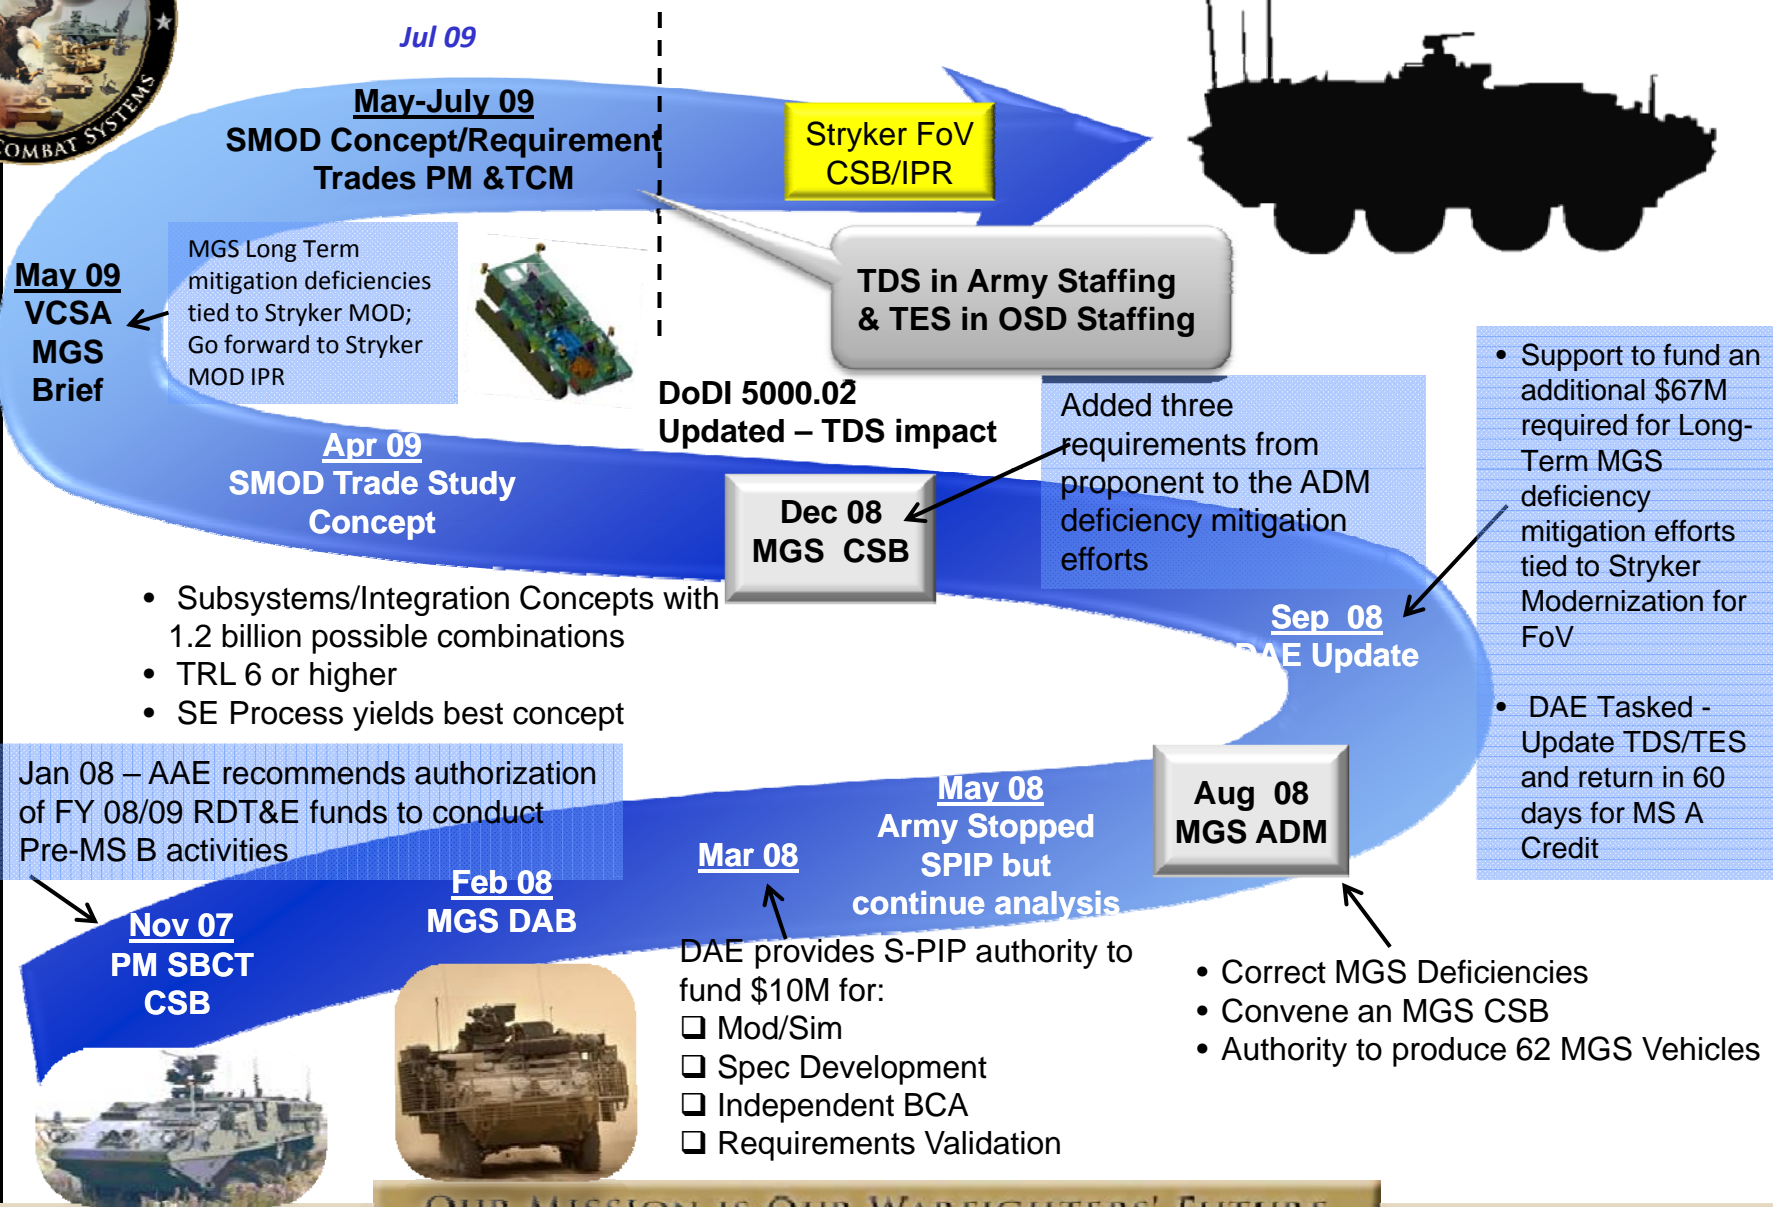 COMBAT SYSTEMS
Jul 09
May-July 09
SMOD Concept/Requirement
Trades PM &TCM
Stryker FoV
CSB/IPR
MGS Long Term
mitigation deficiencies
tied to Stryker MOD;
Go forward to Stryker
MOD IPR
May 09
VCSA
MGS
Brief
TDS in Army Staffing
& TES in OSD Staffing
DoDI 5000.02
Updated – TDS impact
Added three
requirements from
proponent to the ADM
deficiency mitigation
efforts
• Support to fund an
additional $67M
required for Long-
Term MGS
deficiency
mitigation efforts
tied to Stryker
Modernization for
FoV
• DAE Tasked -
Update TDS/TES
and return in 60
days for MS A
Credit
Apr 09
SMOD Trade Study
Concept
Dec 08
MGS CSB
• Subsystems/Integration Concepts with
1.2 billion possible combinations
• TRL 6 or higher
• SE Process yields best concept
Sep 08
DAE Update
Jan 08 – AAE recommends authorization
of FY 08/09 RDT&E funds to conduct
Pre-MS B activities
Nov 07
PM SBCT
CSB
Feb 08
MGS DAB
Mar 08
May 08
Army Stopped
SPIP but
continue analysis
Aug 08
MGS ADM
DAE provides S-PIP authority to
fund $10M for:
❑ Mod/Sim
❑ Spec Development
❑ Independent BCA
❑ Requirements Validation
• Correct MGS Deficiencies
• Convene an MGS CSB
• Authority to produce 62 MGS Vehicles
OUR MISSION IS OUR WARFIGHTERS' FUTURE